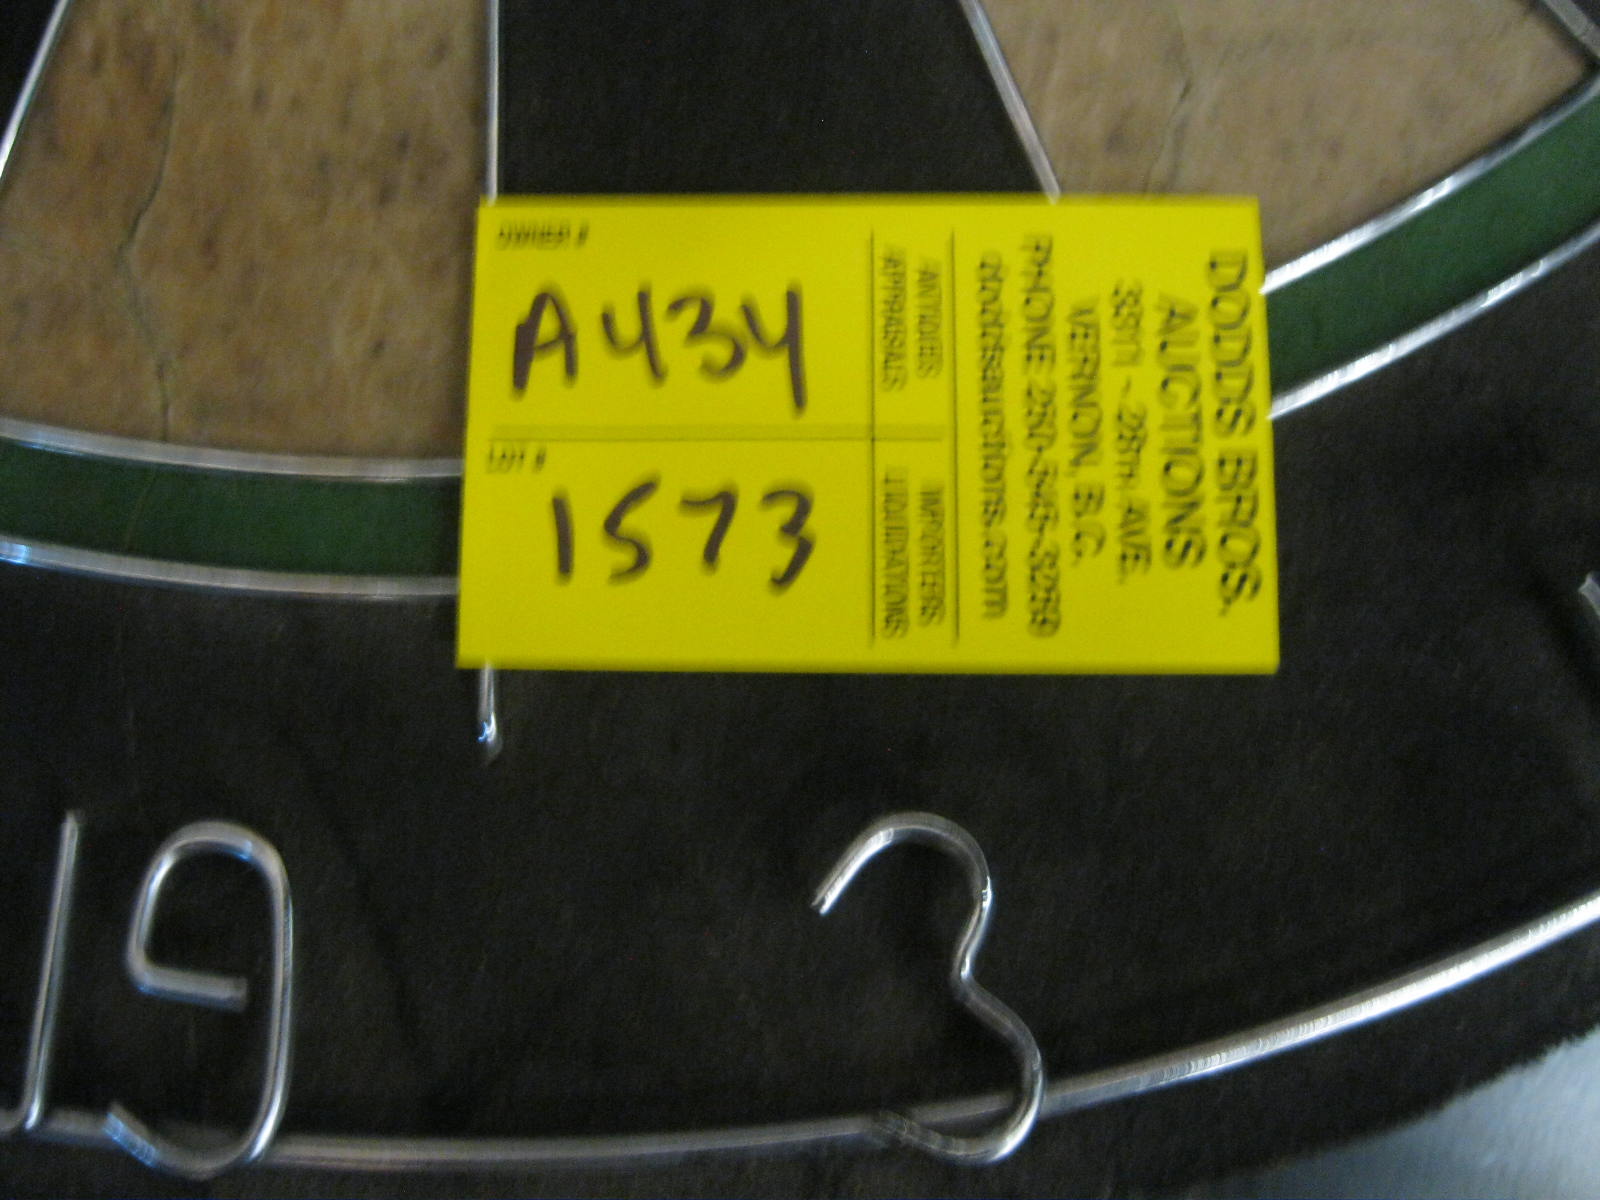 OWNER #
A434
LOT #
1573
ANTIQUES
APPRAISALS
IMPORTERS
LIQUIDATIONS
DODDS BROS.
AUCTIONS
3311 ~ 28TH AVE.
VERNON, B.C.
PHONE 250-545-3259
doddsauctions.com
19
3